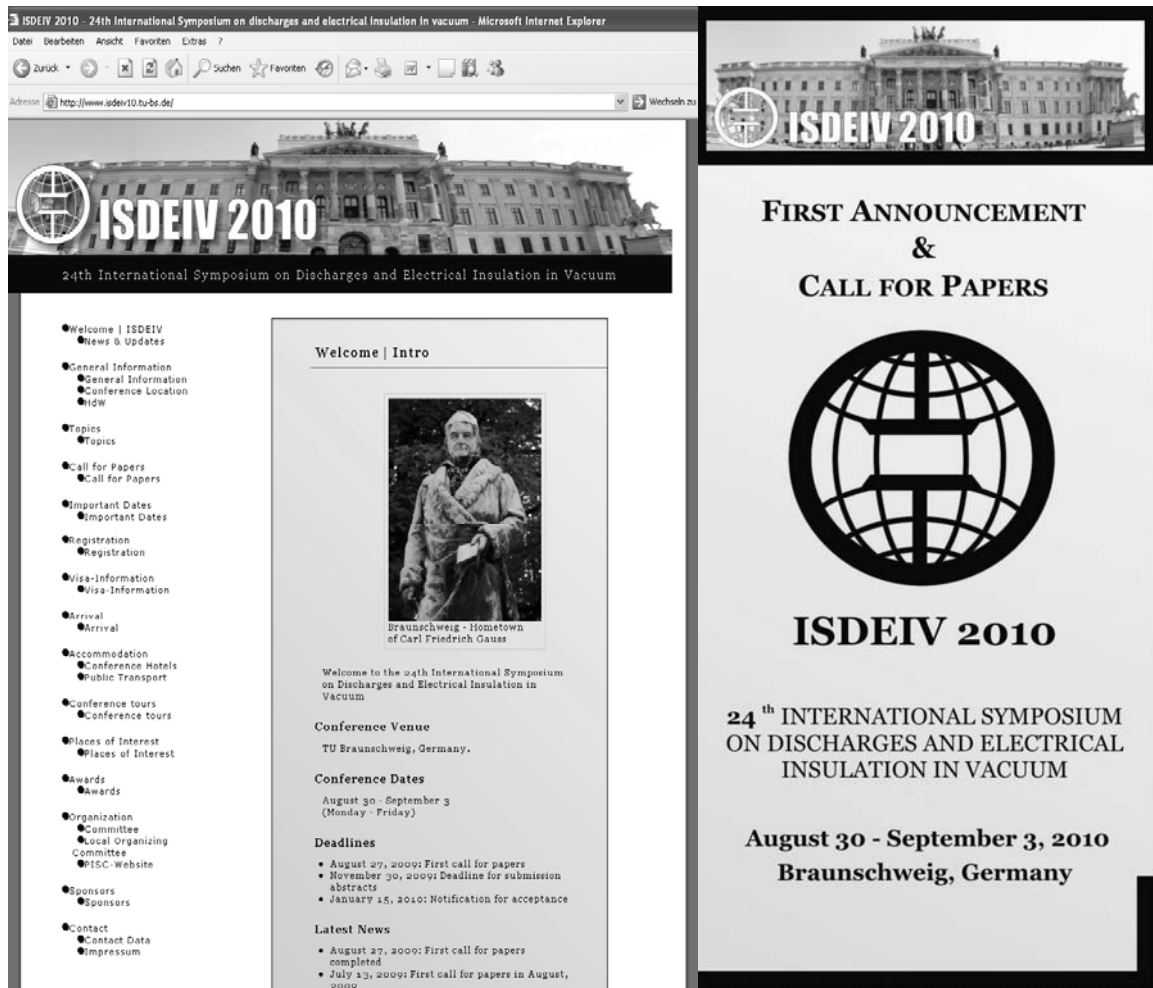 ISDEIV 2010 - 24th International Symposium on discharges and electrical insulation in vacuum - Microsoft Internet Explorer
Datei Bearbeiten Ansicht Favoriten Extras ?
Zurück Suchen Favoriten
Adresse http://www.isdeiv10.tu-bs.de/ Wechseln zu
ISDEIV 2010
24th International Symposium on Discharges and Electrical Insulation in Vacuum
Welcome | ISDEIV
News & Updates
General Information
General Information
Conference Location
HdW
Topics
Topics
Call for Papers
Call for Papers
Important Dates
Important Dates
Registration
Registration
Visa-Information
Visa-Information
Arrival
Arrival
Accommodation
Conference Hotels
Public Transport
Conference tours
Conference tours
Places of Interest
Places of Interest
Awards
Awards
Organization
Committee
Local Organizing
Committee
PISC-Website
Sponsors
Sponsors
Contact
Contact Data
Impressum
Welcome | Intro
Braunschweig - Hometown
of Carl Friedrich Gauss
Welcome to the 24th International Symposium
on Discharges and Electrical Insulation in
Vacuum
Conference Venue
TU Braunschweig, Germany.
Conference Dates
August 30 - September 3
(Monday - Friday)
Deadlines
• August 27, 2009: First call for papers
• November 30, 2009: Deadline for submission
abstracts
• January 15, 2010: Notification for acceptance
Latest News
• August 27, 2009: First call for papers
completed
• July 13, 2009: First call for papers in August,
2009
ISDEIV 2010
FIRST ANNOUNCEMENT
&
CALL FOR PAPERS
ISDEIV 2010
24 th INTERNATIONAL SYMPOSIUM
ON DISCHARGES AND ELECTRICAL
INSULATION IN VACUUM
August 30 - September 3, 2010
Braunschweig, Germany